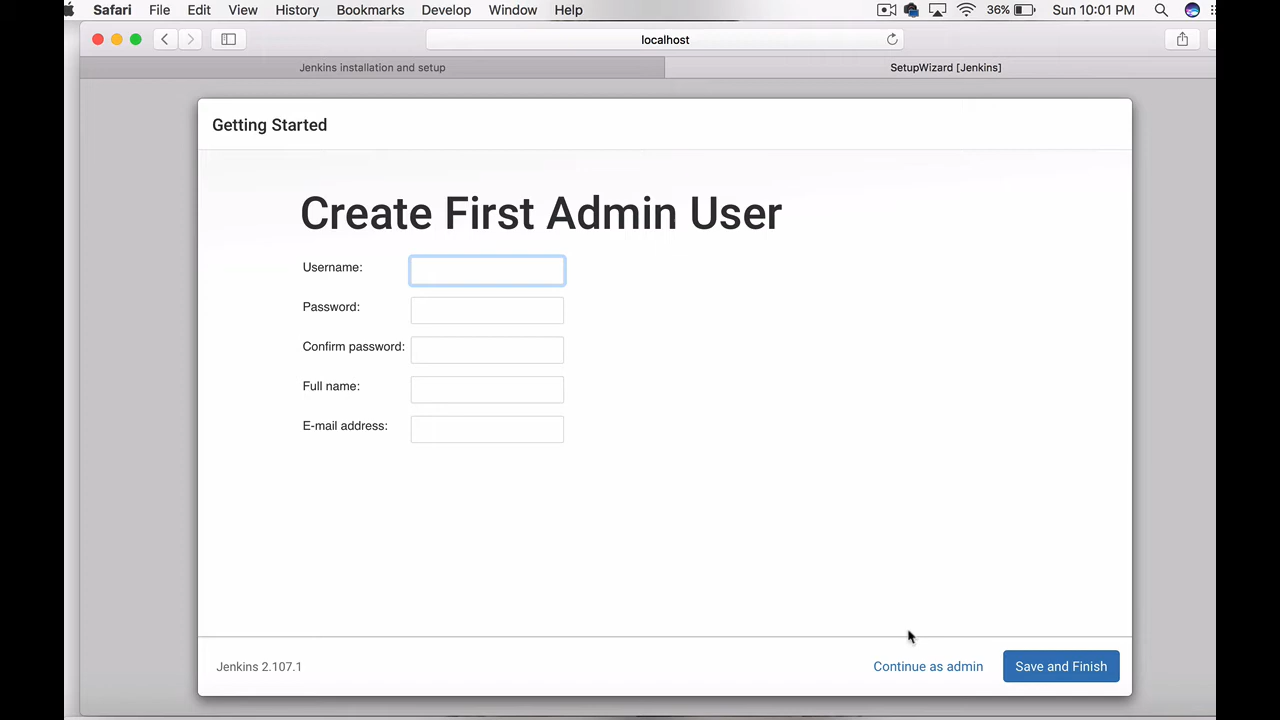 Safari File Edit View History Bookmarks Develop Window Help 36% Sun 10:01 PM
localhost
Jenkins installation and setup SetupWizard [Jenkins]
Getting Started
Create First Admin User
Username:
Password:
Confirm password:
Full name:
E-mail address:
Jenkins 2.107.1 Continue as admin Save and Finish